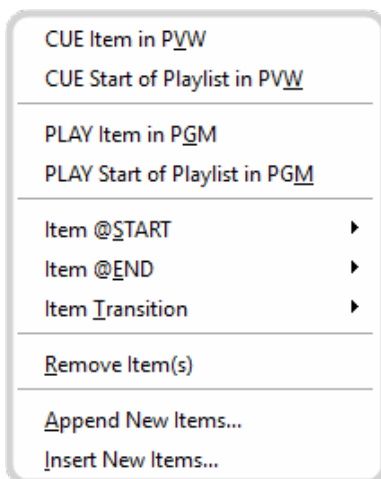 CUE Item in PVW
CUE Start of Playlist in PVW
PLAY Item in PGM
PLAY Start of Playlist in PGM
Item @START
Item @END
Item Transition
Remove Item(s)
Append New Items...
Insert New Items...